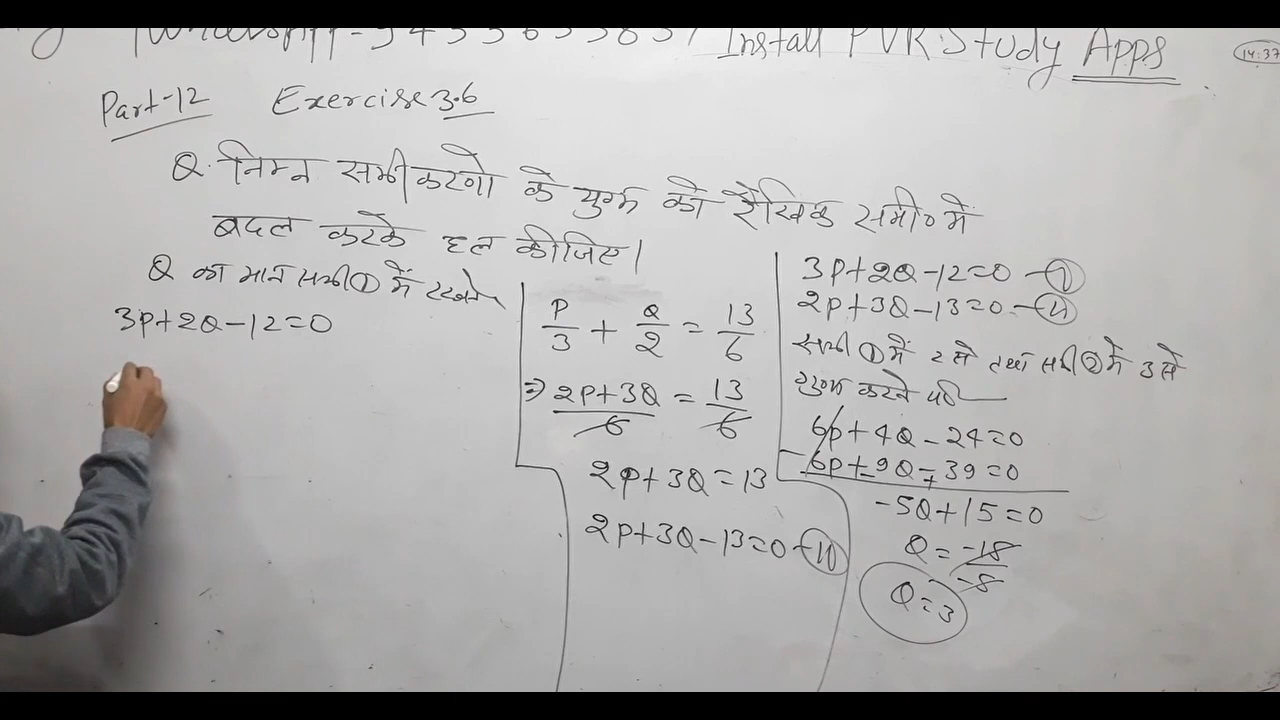 Install PVR Study Apps
14:37
Part-12 Exercise 3.6
Q. निम्न समीकरणो के युग्म को रैखिक समी० में
बदल करके हल कीजिए।
Q का मान समी① में रखने
3p+2Q-12=0
P/3 + Q/2 = 13/6
⇒ 2P+3Q/6 = 13/6
2p+3Q=13
2p+3Q-13=0 -⑪
3p+2Q-12=0 -①
2p+3Q-13=0 -⑪
समी ① में 2 से तथा समी ② में 3 से
गुणा करने पर
6p+4Q-24=0
6p+9Q-39=0
- - +
-5Q+15=0
Q = -15/-5
Q=3